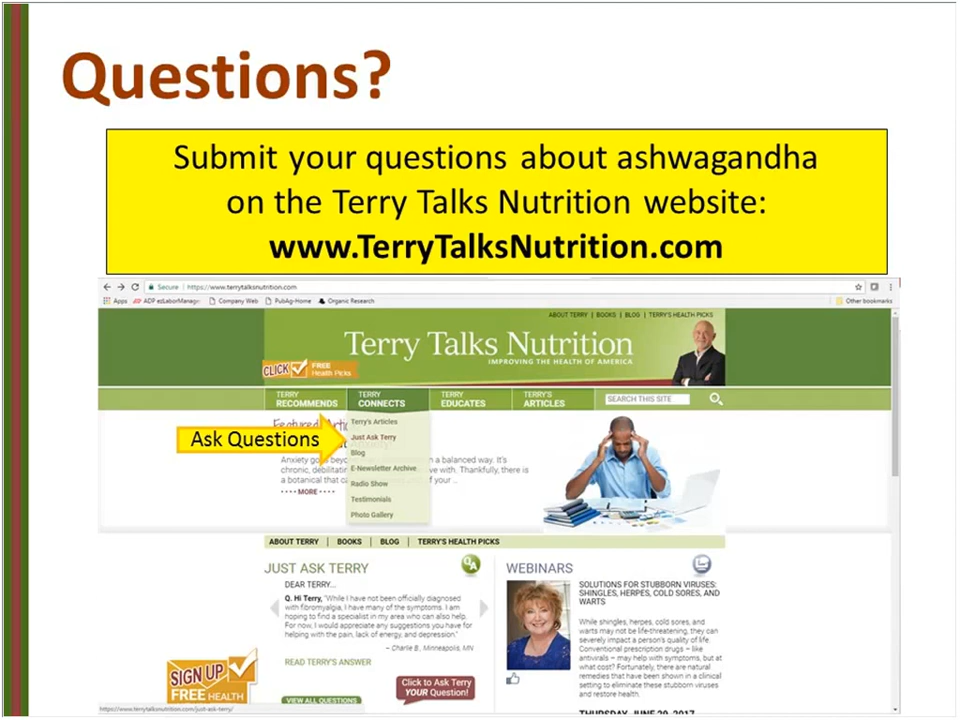 Questions?
Submit your questions about ashwagandha
on the Terry Talks Nutrition website:
www.TerryTalksNutrition.com
Secure | https://www.terrytalksnutrition.com
Apps ADP ezLaborManag Company Web PubAg-Home Organic Research Other bookmarks
ABOUT TERRY | BOOKS | BLOG | TERRY'S HEALTH PICKS
Terry Talks Nutrition
IMPROVING THE HEALTH OF AMERICA
CLICK FREE
Health Picks
TERRY
RECOMMENDS
TERRY
CONNECTS
TERRY
EDUCATES
TERRY'S
ARTICLES
SEARCH THIS SITE
Terry's Articles
Just Ask Terry
Blog
E-Newsletter Archive
Radio Show
Testimonials
Photo Gallery
Ask Questions
Featured
Anxiety
in a balanced way. It's
chronic,
with. Thankfully, there
is a botanical that
of your ...
MORE
ABOUT TERRY | BOOKS | BLOG | TERRY'S HEALTH PICKS
JUST ASK TERRY
Q A
DEAR TERRY...
Q. Hi Terry, "While I have not been officially diagnosed
with fibromyalgia, I have many of the symptoms. I am
hoping to find a specialist in my area who can also help.
For now, I would appreciate any suggestions you have for
helping with the pain, lack of energy, and depression."
– Charlie B., Minneapolis, MN
READ TERRY'S ANSWER
SIGN UP
FREE HEALTH
VIEW ALL QUESTIONS
Click to Ask Terry
YOUR Question!
https://www.terrytalksnutrition.com/just-ask-terry/
WEBINARS
SOLUTIONS FOR STUBBORN VIRUSES:
SHINGLES, HERPES, COLD SORES, AND
WARTS
While shingles, herpes, cold sores, and
warts may not be life-threatening, they can
severely impact a person's quality of life.
Conventional prescription drugs – like
antivirals – may help with symptoms, but at
what cost? Fortunately, there are natural
remedies that have been shown in a clinical
setting to eliminate these stubborn viruses
and restore health.
THURSDAY, JUNE 29, 2017